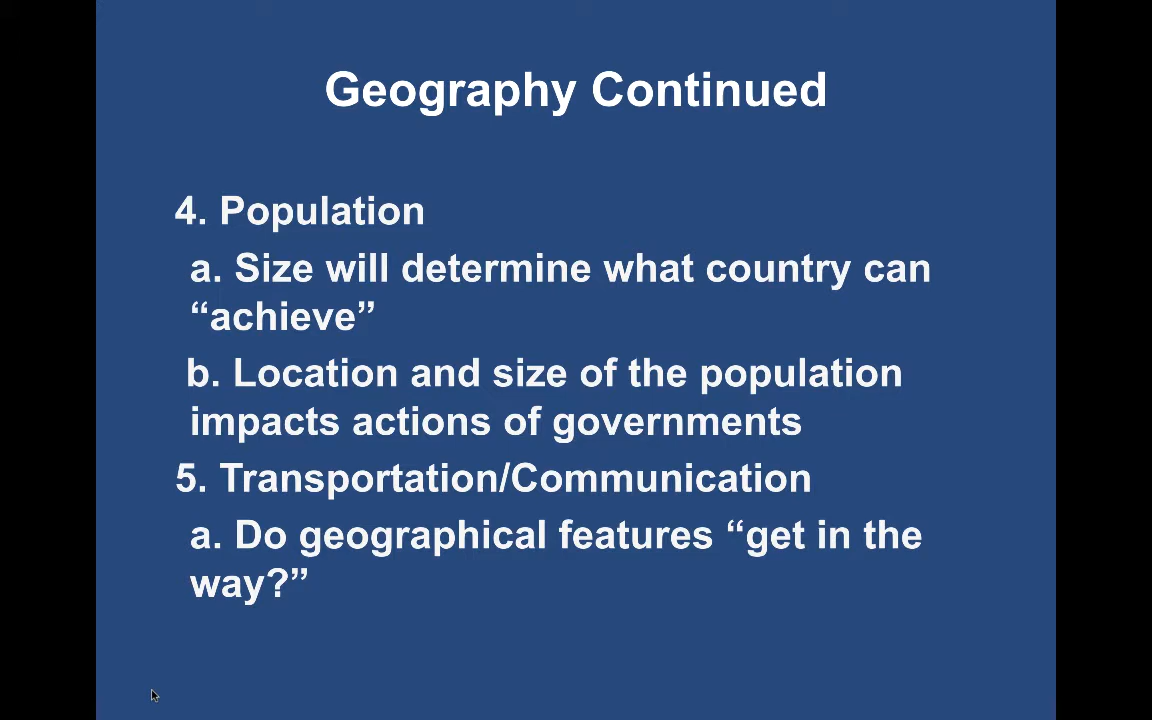 Geography Continued
4. Population
a. Size will determine what country can
“achieve”
b. Location and size of the population
impacts actions of governments
5. Transportation/Communication
a. Do geographical features “get in the
way?”